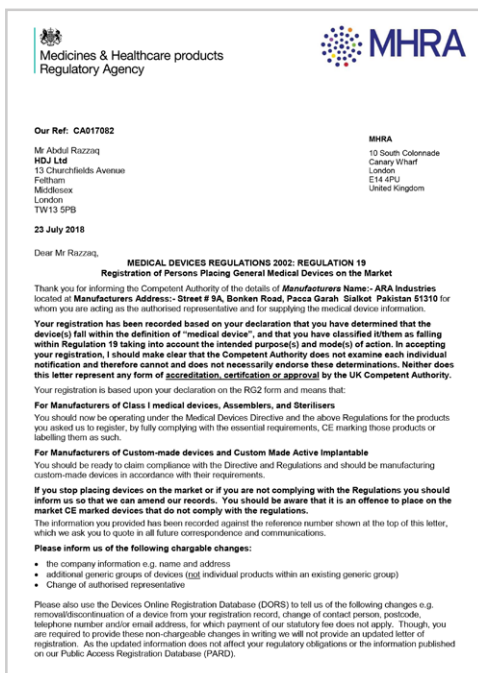 Medicines & Healthcare products
Regulatory Agency
MHRA
Our Ref: CA017082
Mr Abdul Razzaq
HDJ Ltd
13 Churchfields Avenue
Feltham
Middlesex
London
TW13 5PB
MHRA
10 South Colonnade
Canary Wharf
London
E14 4PU
United Kingdom
23 July 2018
Dear Mr Razzaq,
MEDICAL DEVICES REGULATIONS 2002: REGULATION 19
Registration of Persons Placing General Medical Devices on the Market
Thank you for informing the Competent Authority of the details of Manufacturers Name:- ARA Industries
located at Manufacturers Address:- Street # 9A, Bonken Road, Pacca Garah Sialkot Pakistan 51310 for
whom you are acting as the authorised representative and for supplying the medical device information.
Your registration has been recorded based on your declaration that you have determined that the
device(s) fall within the definition of "medical device", and that you have classified it/them as falling
within Regulation 19 taking into account the intended purpose(s) and mode(s) of action. In accepting
your registration, I should make clear that the Competent Authority does not examine each individual
notification and therefore cannot and does not necessarily endorse these determinations. Neither does
this letter represent any form of accreditation, certifcation or approval by the UK Competent Authority.
Your registration is based upon your declaration on the RG2 form and means that:
For Manufacturers of Class I medical devices, Assemblers, and Sterilisers
You should now be operating under the Medical Devices Directive and the above Regulations for the products
you asked us to register, by fully complying with the essential requirements, CE marking those products or
labelling them as such.
For Manufacturers of Custom-made devices and Custom Made Active Implantable
You should be ready to claim compliance with the Directive and Regulations and should be manufacturing
custom-made devices in accordance with their requirements.
If you stop placing devices on the market or if you are not complying with the Regulations you should
inform us so that we can amend our records. You should be aware that it is an offence to place on the
market CE marked devices that do not comply with the regulations.
The information you provided has been recorded against the reference number shown at the top of this letter,
which we ask you to quote in all future correspondence and communications.
Please inform us of the following chargable changes:
• the company information e.g. name and address
• additional generic groups of devices (not individual products within an existing generic group)
• Change of authorised representative
Please also use the Devices Online Registration Database (DORS) to tell us of the following changes e.g.
removal/discontinuation of a device from your registration record, change of contact person, postcode,
telephone number and/or email address, for which payment of our statutory fee does not apply. Though, you
are required to provide these non-chargeable changes in writing we will not provide an updated letter of
registration. As the updated information does not affect your regulatory obligations or the information published
on our Public Access Registration Database (PARD).